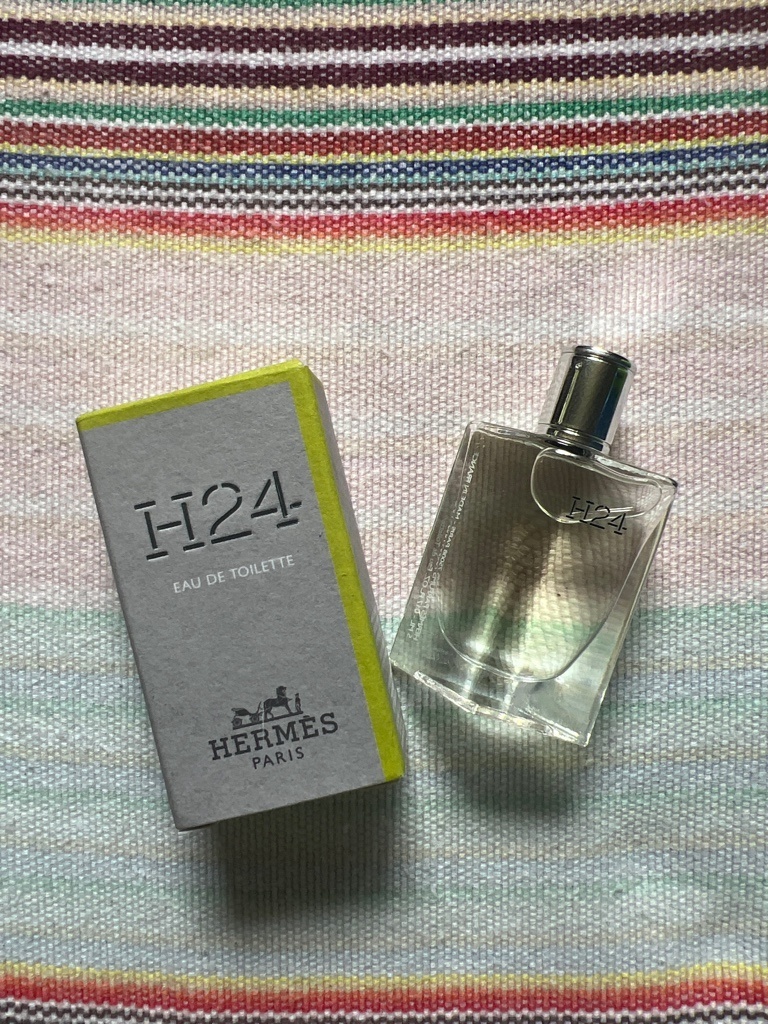 H24
EAU DE TOILETTE
HERMÈS
PARIS
H24